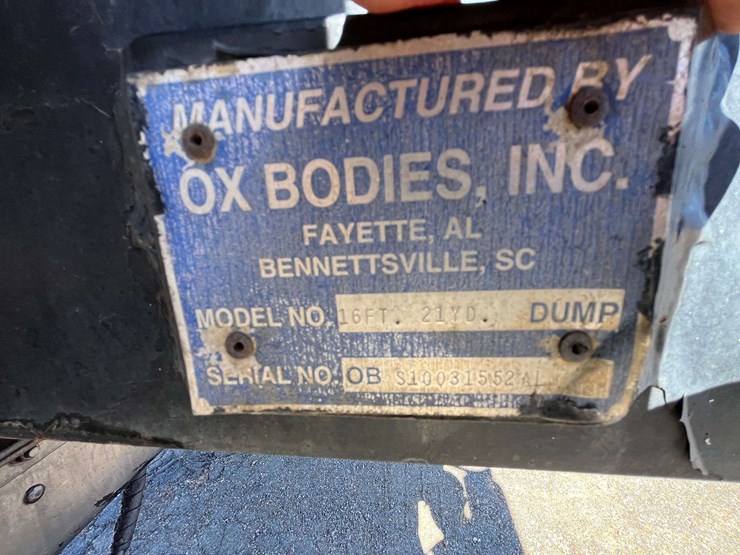 MANUFACTURED BY
OX BODIES, INC.
FAYETTE, AL
BENNETTSVILLE, SC
MODEL NO. 16FT. 21YD. DUMP
SERIAL NO. OB S10031552AL